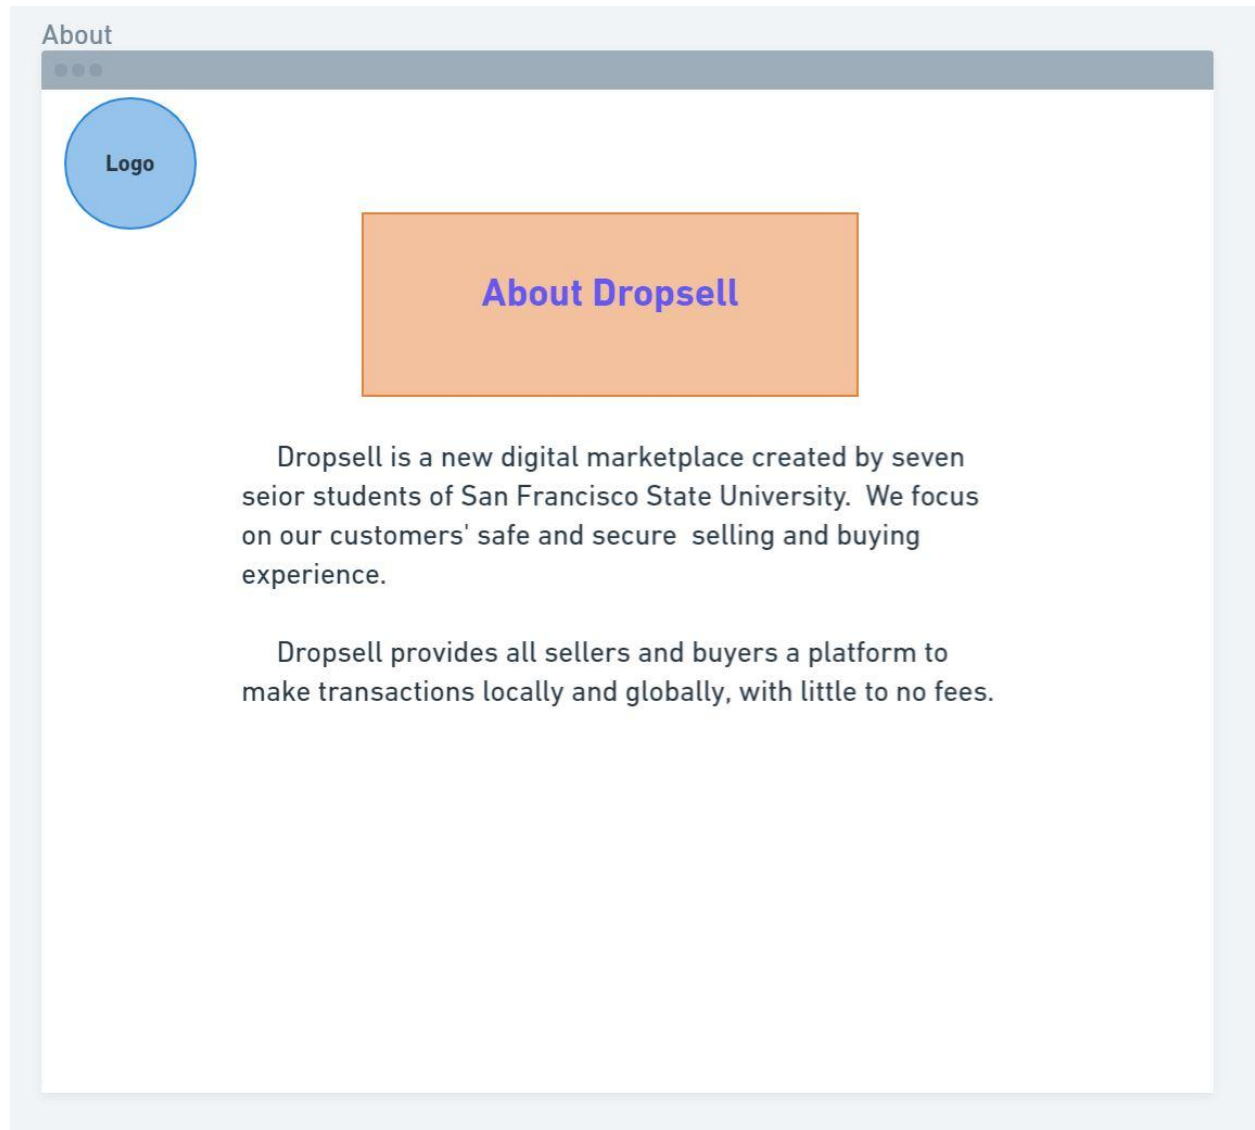 About
Logo
About Dropsell
Dropsell is a new digital marketplace created by seven
seior students of San Francisco State University.  We focus
on our customers' safe and secure  selling and buying
experience.
Dropsell provides all sellers and buyers a platform to
make transactions locally and globally, with little to no fees.